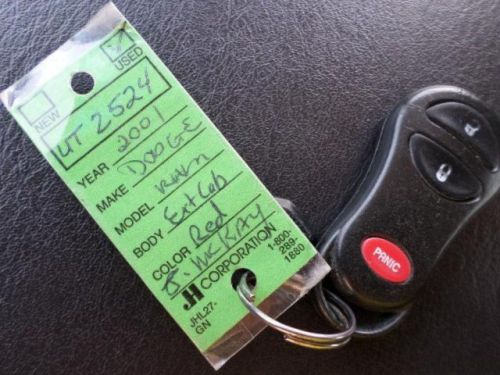 NEW USED
UT 2524
YEAR 2001
MAKE DODGE
MODEL RAM
BODY Ext Cab
COLOR Red
J. McKAY
JH CORPORATION 1-800-289-1880
JHL27-GN
PANIC